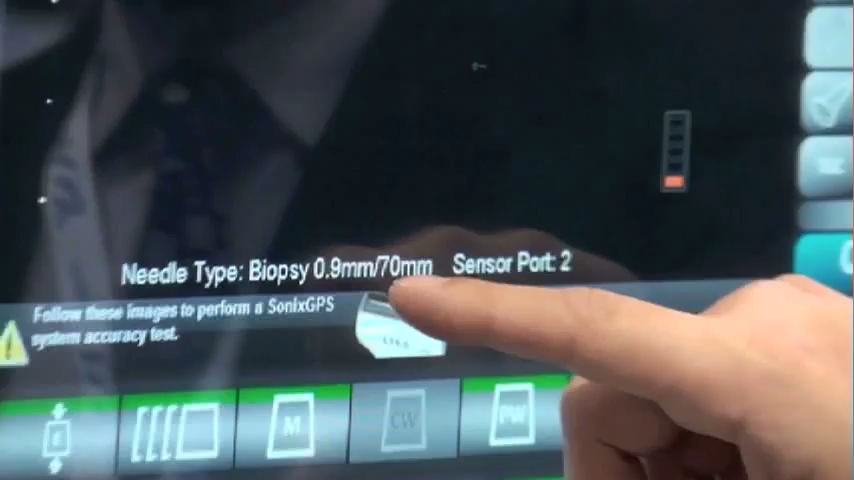 Needle Type: Biopsy 0.9mm/70mm Sensor Port: 2
Follow these images to perform a SonixGPS
system accuracy test.
E
M
CW
PW